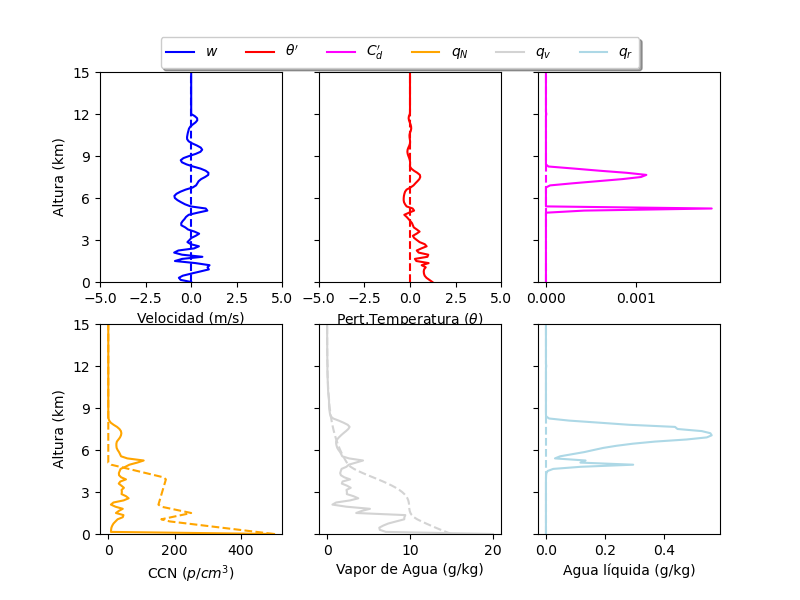 w θ′ C′d qN qv qr
15
12
9
6
3
0
Altura (km)
−5.0 −2.5 0.0 2.5 5.0
Velocidad (m/s)
−5.0 −2.5 0.0 2.5 5.0
Pert.Temperatura (θ)
0.000 0.001
15
12
9
6
3
0
Altura (km)
0 200 400
CCN (p/cm³)
0 10 20
Vapor de Agua (g/kg)
0.0 0.2 0.4
Agua líquida (g/kg)